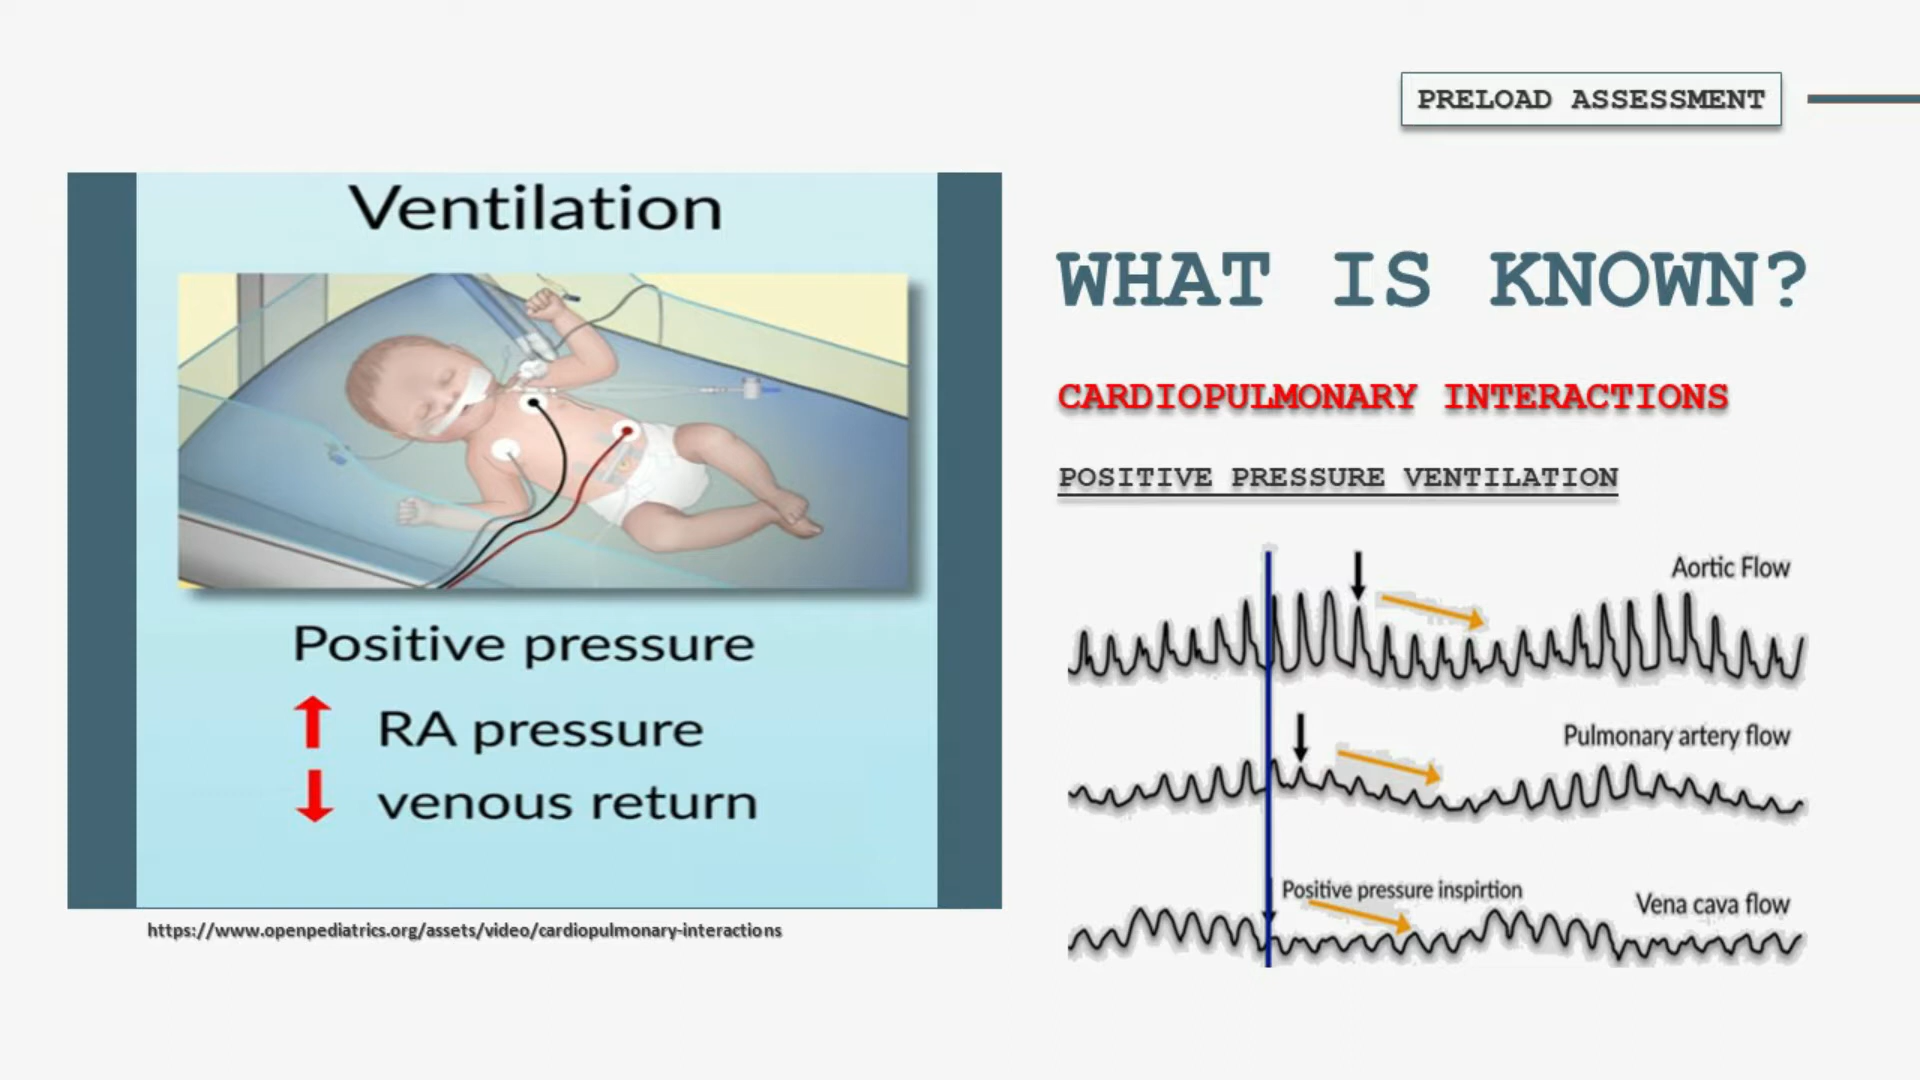 PRELOAD ASSESSMENT
Ventilation
Positive pressure
RA pressure
venous return
https://www.openpediatrics.org/assets/video/cardiopulmonary-interactions
WHAT IS KNOWN?
CARDIOPULMONARY INTERACTIONS
POSITIVE PRESSURE VENTILATION
Aortic Flow
Pulmonary artery flow
Positive pressure inspirtion
Vena cava flow